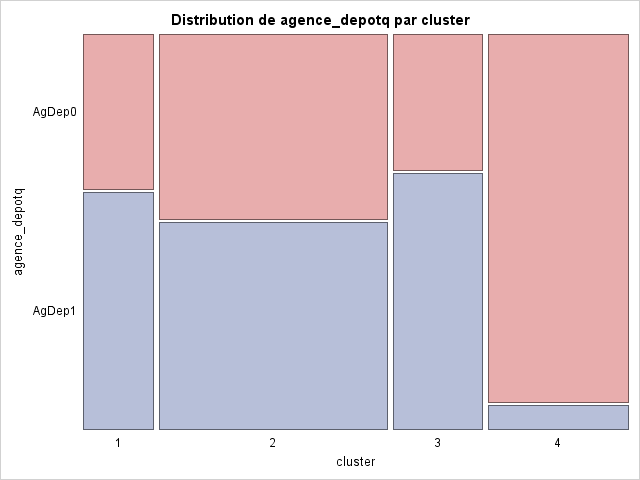 Distribution de agence_depotq par cluster
AgDep0
agence_depotq
AgDep1
1 2 3 4
cluster